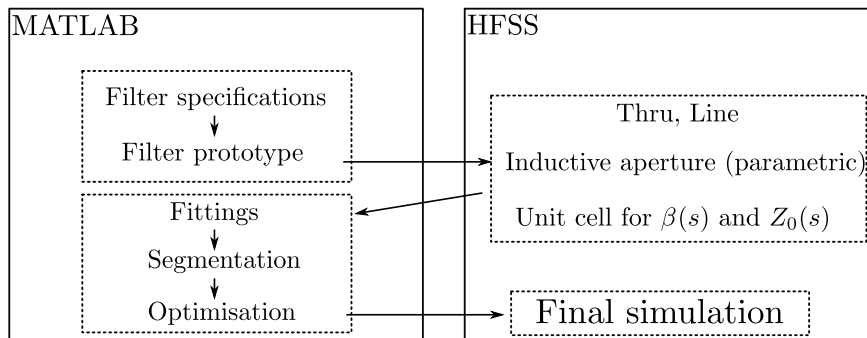 MATLAB
Filter specifications
Filter prototype
Fittings
Segmentation
Optimisation
HFSS
Thru, Line
Inductive aperture (parametric)
Unit cell for β(s) and Z₀(s)
Final simulation